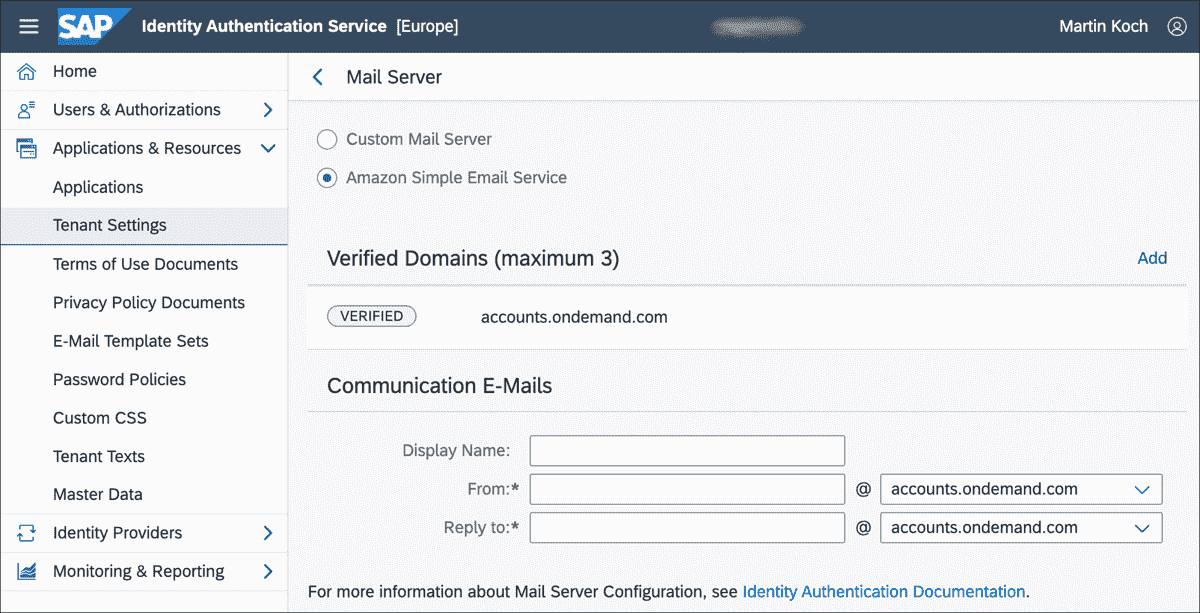 SAP Identity Authentication Service [Europe] Martin Koch
Home
Users & Authorizations
Applications & Resources
Applications
Tenant Settings
Terms of Use Documents
Privacy Policy Documents
E-Mail Template Sets
Password Policies
Custom CSS
Tenant Texts
Master Data
Identity Providers
Monitoring & Reporting
Mail Server
Custom Mail Server
Amazon Simple Email Service
Verified Domains (maximum 3) Add
VERIFIED accounts.ondemand.com
Communication E-Mails
Display Name:
From:* @ accounts.ondemand.com
Reply to:* @ accounts.ondemand.com
For more information about Mail Server Configuration, see Identity Authentication Documentation.